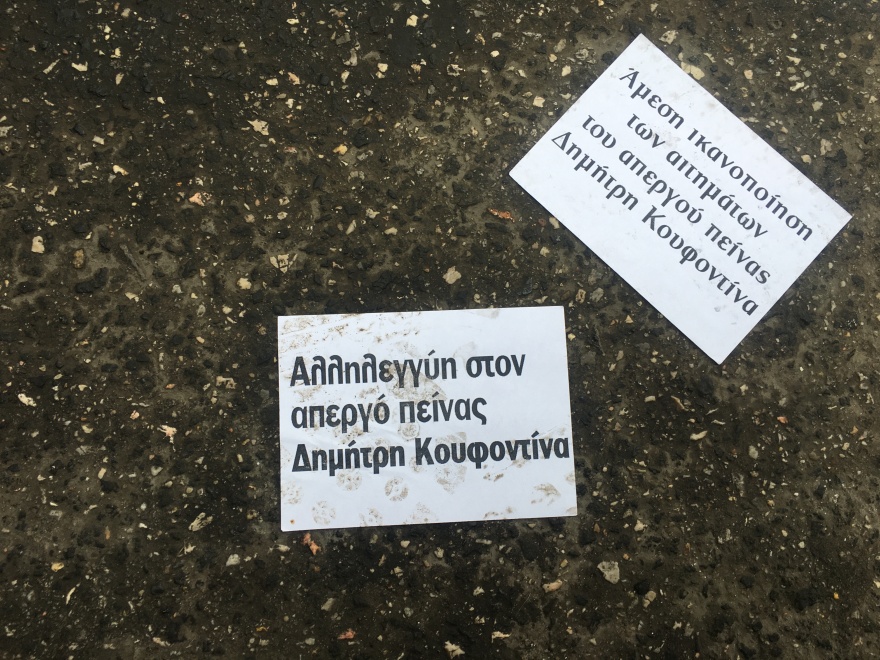 Άμεση ικανοποίηση
των αιτημάτων
του απεργού πείνας
Δημήτρη Κουφοντίνα
Αλληλεγγύη στον
απεργό πείνας
Δημήτρη Κουφοντίνα